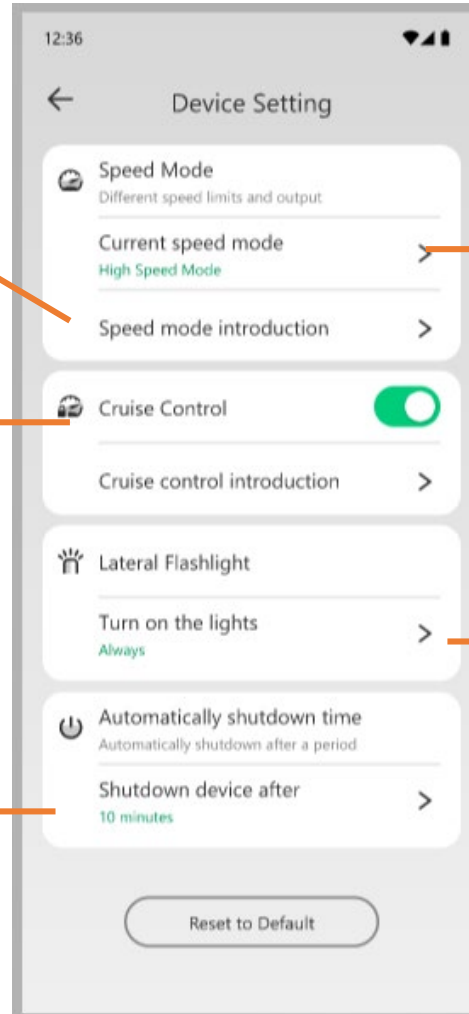 12:36
Device Setting
Speed Mode
Different speed limits and output
Current speed mode
High Speed Mode
Speed mode introduction
Cruise Control
Cruise control introduction
Lateral Flashlight
Turn on the lights
Always
Automatically shutdown time
Automatically shutdown after a period
Shutdown device after
10 minutes
Reset to Default